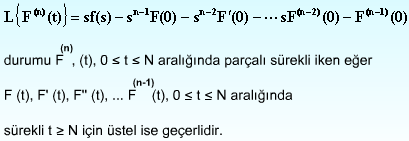 L{F⁽ⁿ⁾(t)} = sf(s) − sⁿ⁻¹F(0) − sⁿ⁻²F'(0) − ⋯ sF⁽ⁿ⁻²⁾(0) − F⁽ⁿ⁻¹⁾(0)
durumu F⁽ⁿ⁾, (t), 0 ≤ t ≤ N aralığında parçalı sürekli iken eğer
F (t), F' (t), F'' (t), ... F⁽ⁿ⁻¹⁾(t), 0 ≤ t ≤ N aralığında
sürekli t ≥ N için üstel ise geçerlidir.